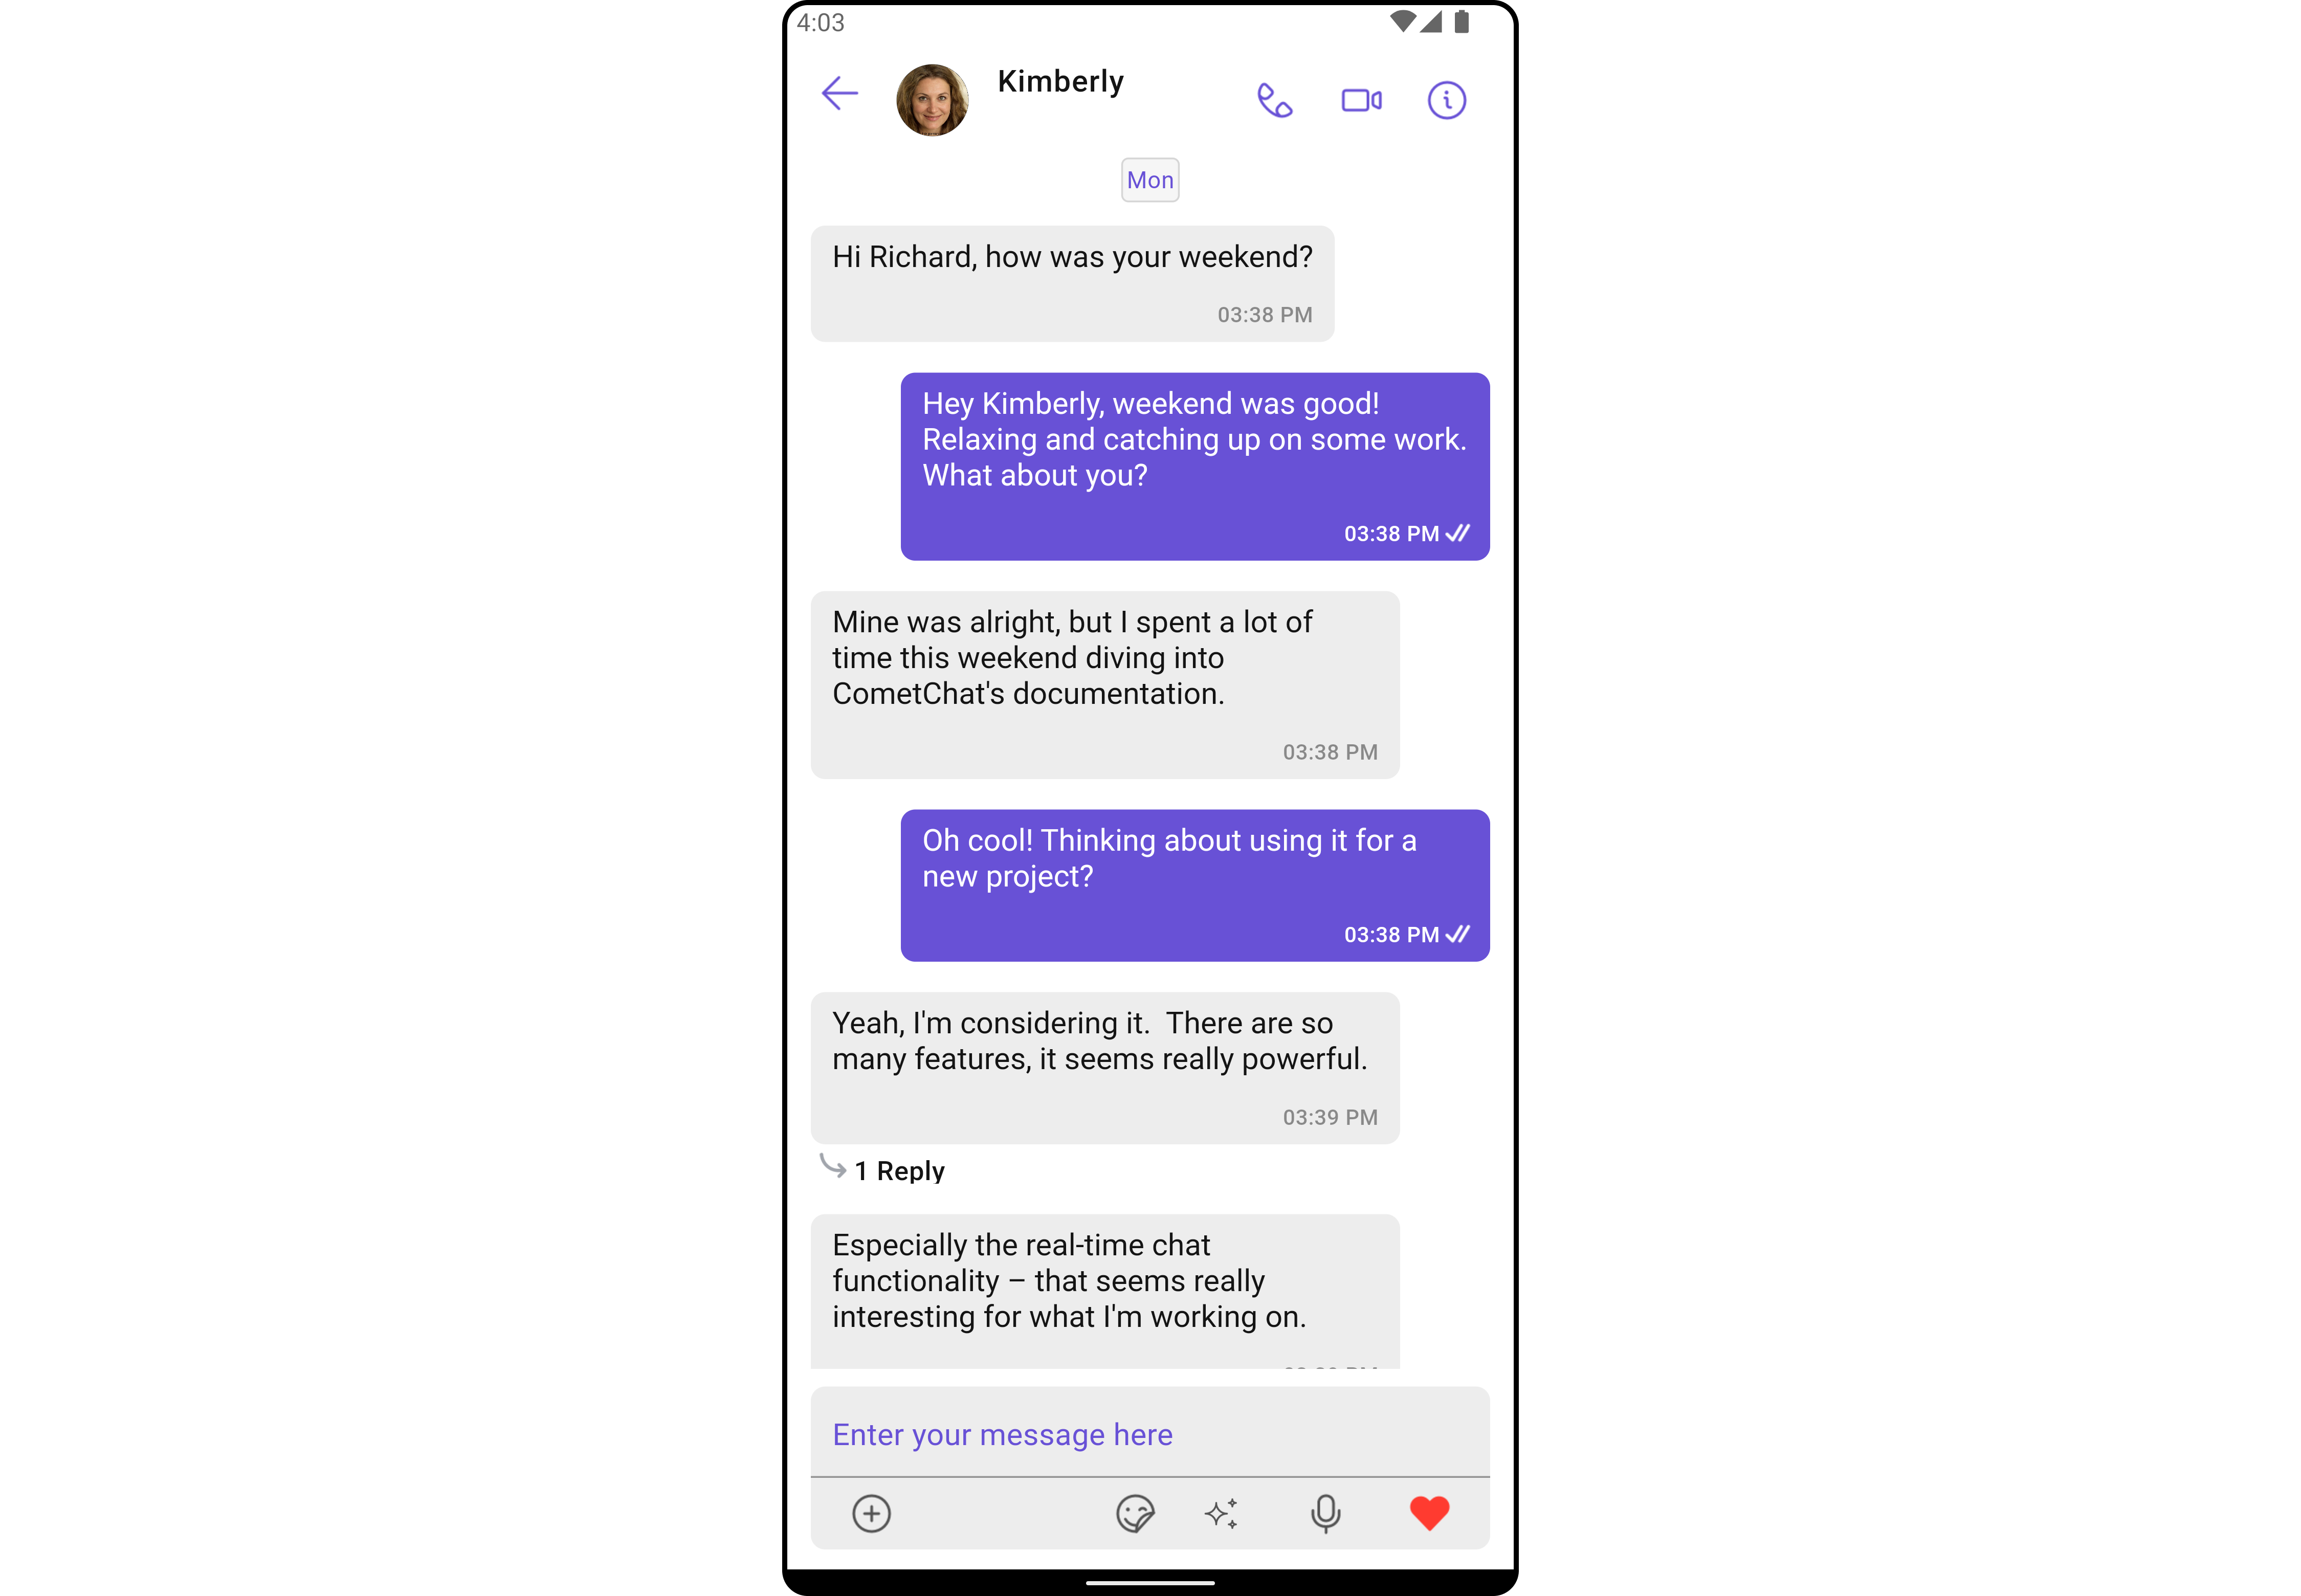 4:03
Kimberly
Mon
Hi Richard, how was your weekend?
03:38 PM
Hey Kimberly, weekend was good!
Relaxing and catching up on some work.
What about you?
03:38 PM
Mine was alright, but I spent a lot of
time this weekend diving into
CometChat's documentation.
03:38 PM
Oh cool! Thinking about using it for a
new project?
03:38 PM
Yeah, I'm considering it.  There are so
many features, it seems really powerful.
03:39 PM
1 Reply
Especially the real-time chat
functionality – that seems really
interesting for what I'm working on.
Enter your message here